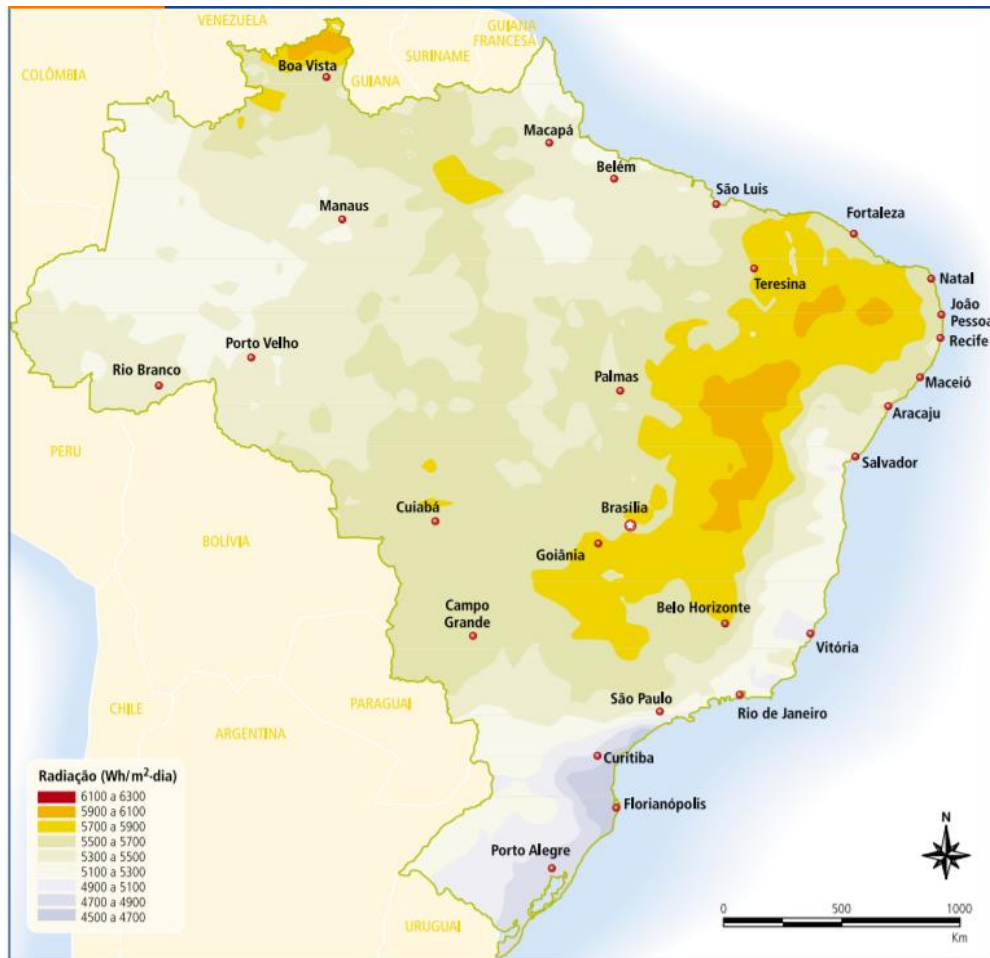 VENEZUELA
GUIANA
FRANCESA
SURINAME
COLÔMBIA
Boa Vista
GUIANA
Macapá
Belém
São Luis
Fortaleza
Manaus
Teresina
Natal
João
Pessoa
Recife
Porto Velho
Rio Branco
Palmas
Maceió
Aracaju
PERU
Salvador
Cuiabá
Brasília
BOLÍVIA
Goiânia
Campo
Grande
Belo Horizonte
Vitória
São Paulo
Rio de Janeiro
CHILE
PARAGUAI
ARGENTINA
Curitiba
Florianópolis
Porto Alegre
URUGUAI
Radiação (Wh/m²-dia)
6100 a 6300
5900 a 6100
5700 a 5900
5500 a 5700
5300 a 5500
5100 a 5300
4900 a 5100
4700 a 4900
4500 a 4700
N
0 500 1000
Km